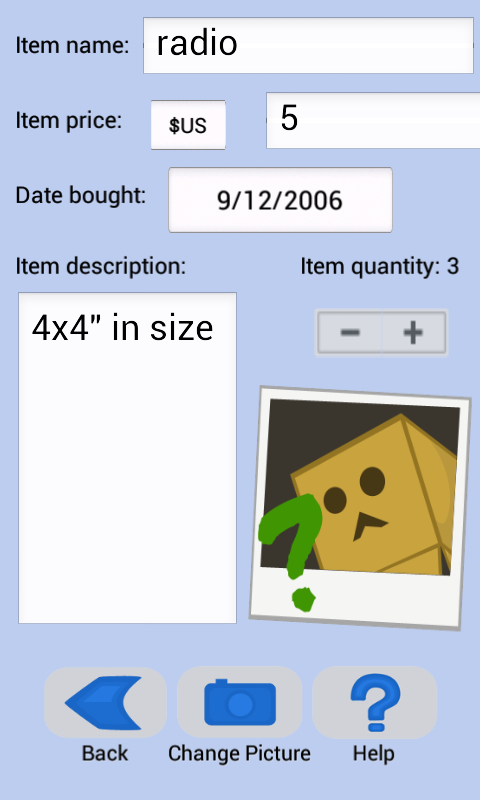 Item name: radio
Item price: $US 5
Date bought: 9/12/2006
Item description: Item quantity: 3
4x4" in size
− +
?
Back Change Picture Help